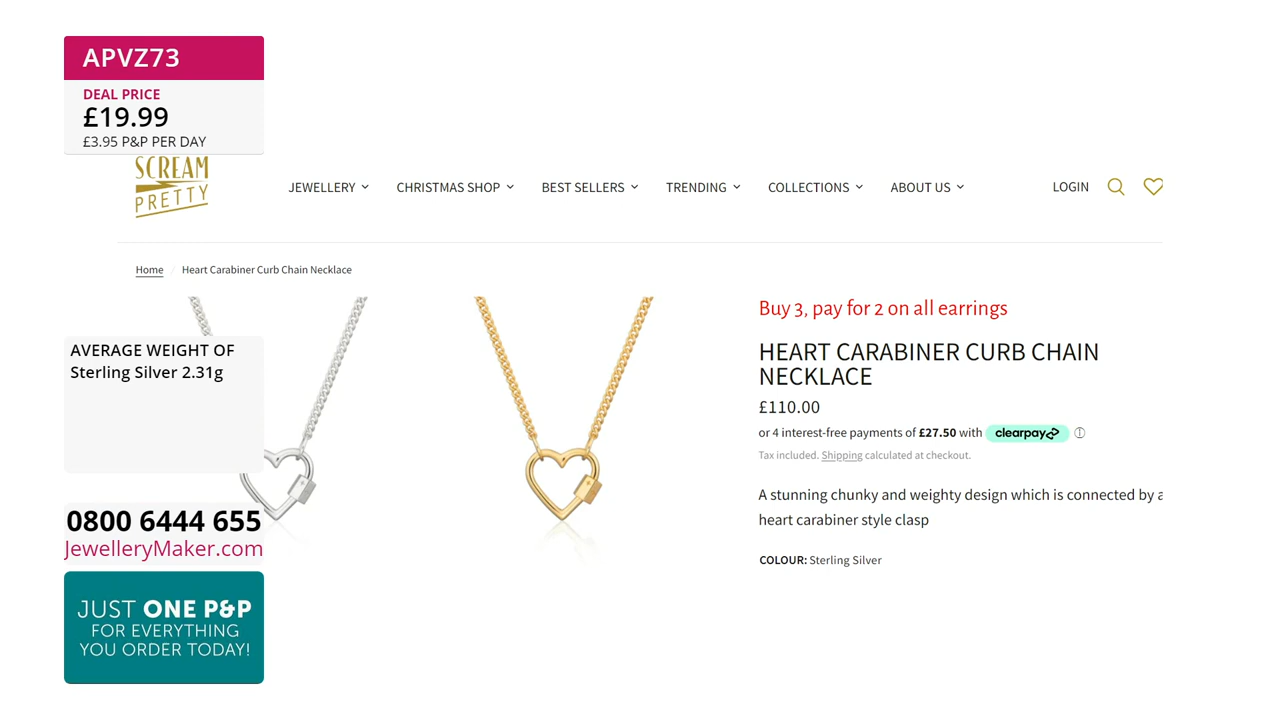 APVZ73
DEAL PRICE
£19.99
£3.95 P&P PER DAY
SCREAM
PRETTY
JEWELLERY
CHRISTMAS SHOP
BEST SELLERS
TRENDING
COLLECTIONS
ABOUT US
LOGIN
Home / Heart Carabiner Curb Chain Necklace
Buy 3, pay for 2 on all earrings
HEART CARABINER CURB CHAIN
NECKLACE
£110.00
or 4 interest-free payments of £27.50 with clearpay
Tax included. Shipping calculated at checkout.
A stunning chunky and weighty design which is connected by a
heart carabiner style clasp
COLOUR: Sterling Silver
AVERAGE WEIGHT OF
Sterling Silver 2.31g
0800 6444 655
JewelleryMaker.com
JUST ONE P&P
FOR EVERYTHING
YOU ORDER TODAY!